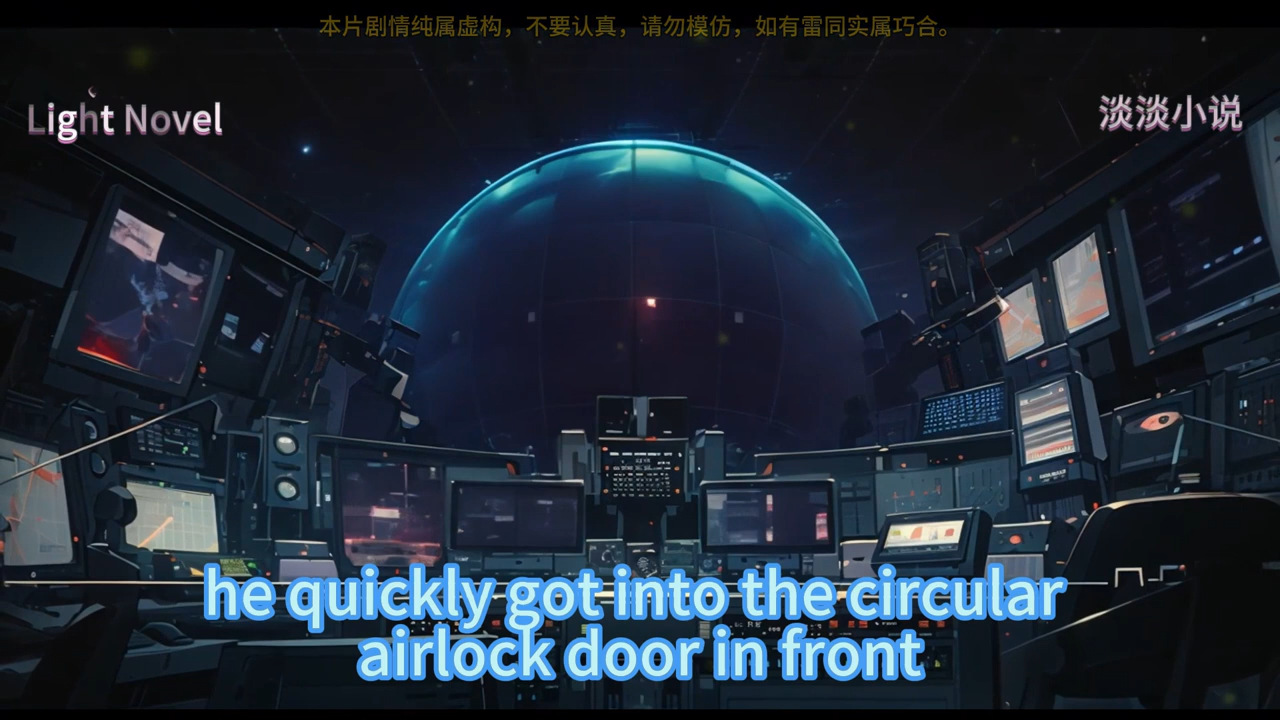 本片剧情纯属虚构，不要认真，请勿模仿，如有雷同实属巧合。
Light Novel
淡淡小说
he quickly got into the circular
airlock door in front